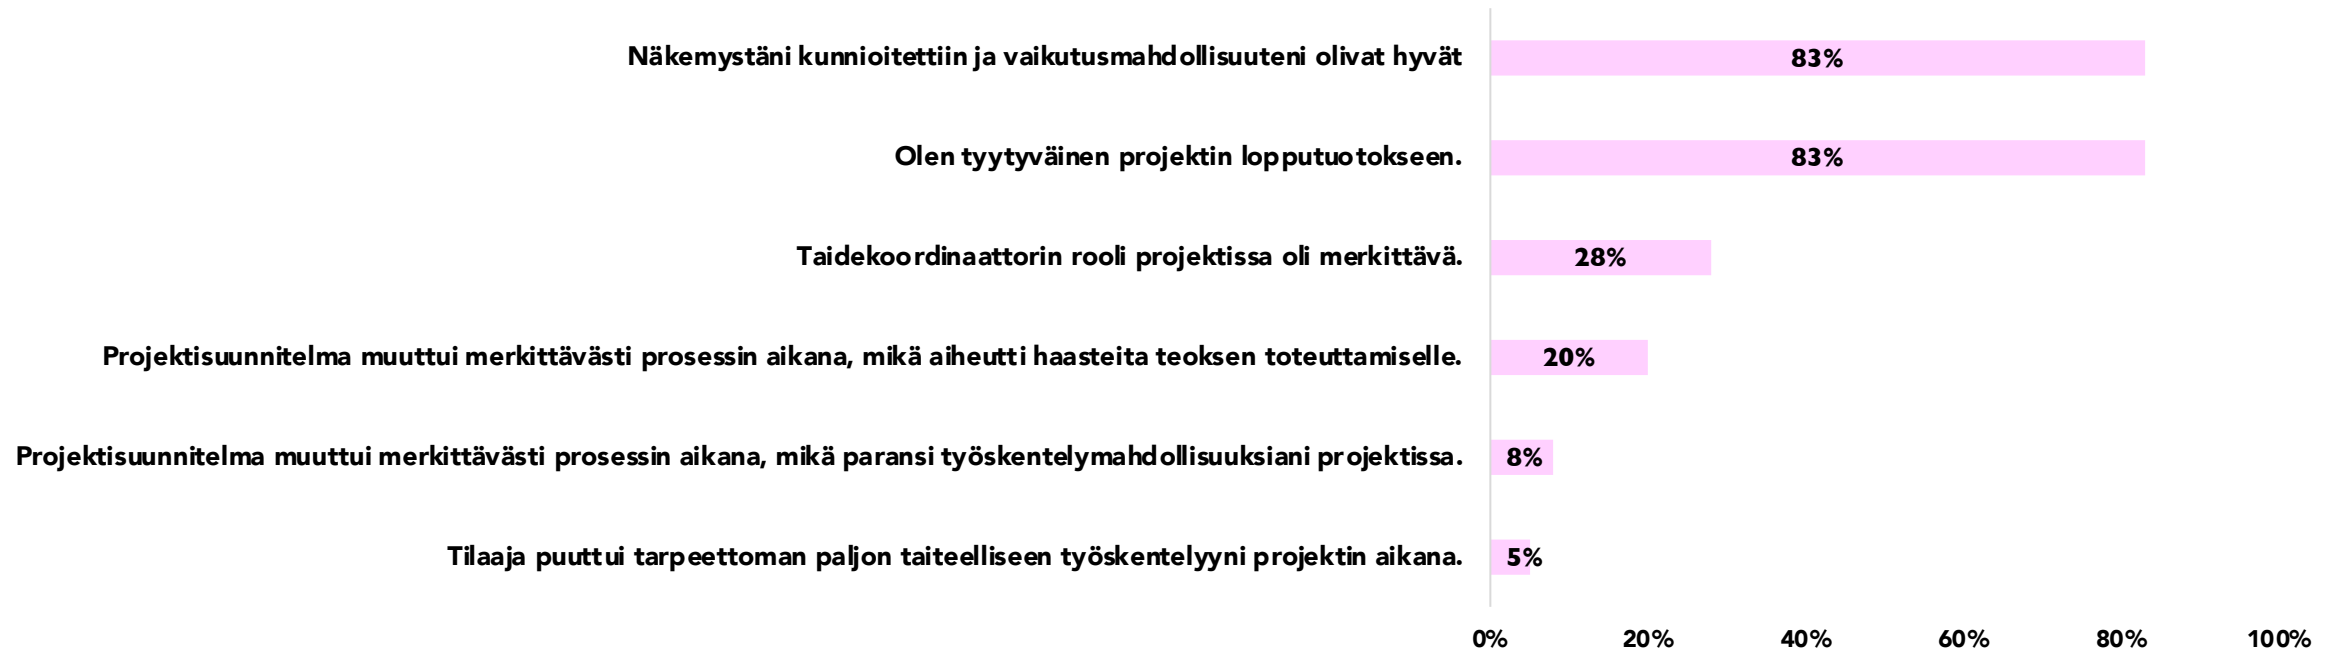 Näkemystäni kunnioitettiin ja vaikutusmahdollisuuteni olivat hyvät
83%
Olen tyytyväinen projektin lopputuotokseen.
83%
Taidekoordinaattorin rooli projektissa oli merkittävä.
28%
Projektisuunnitelma muuttui merkittävästi prosessin aikana, mikä aiheutti haasteita teoksen toteuttamiselle.
20%
Projektisuunnitelma muuttui merkittävästi prosessin aikana, mikä paransi työskentelymahdollisuuksiani projektissa.
8%
Tilaaja puuttui tarpeettoman paljon taiteelliseen työskentelyyni projektin aikana.
5%
0% 20% 40% 60% 80% 100%